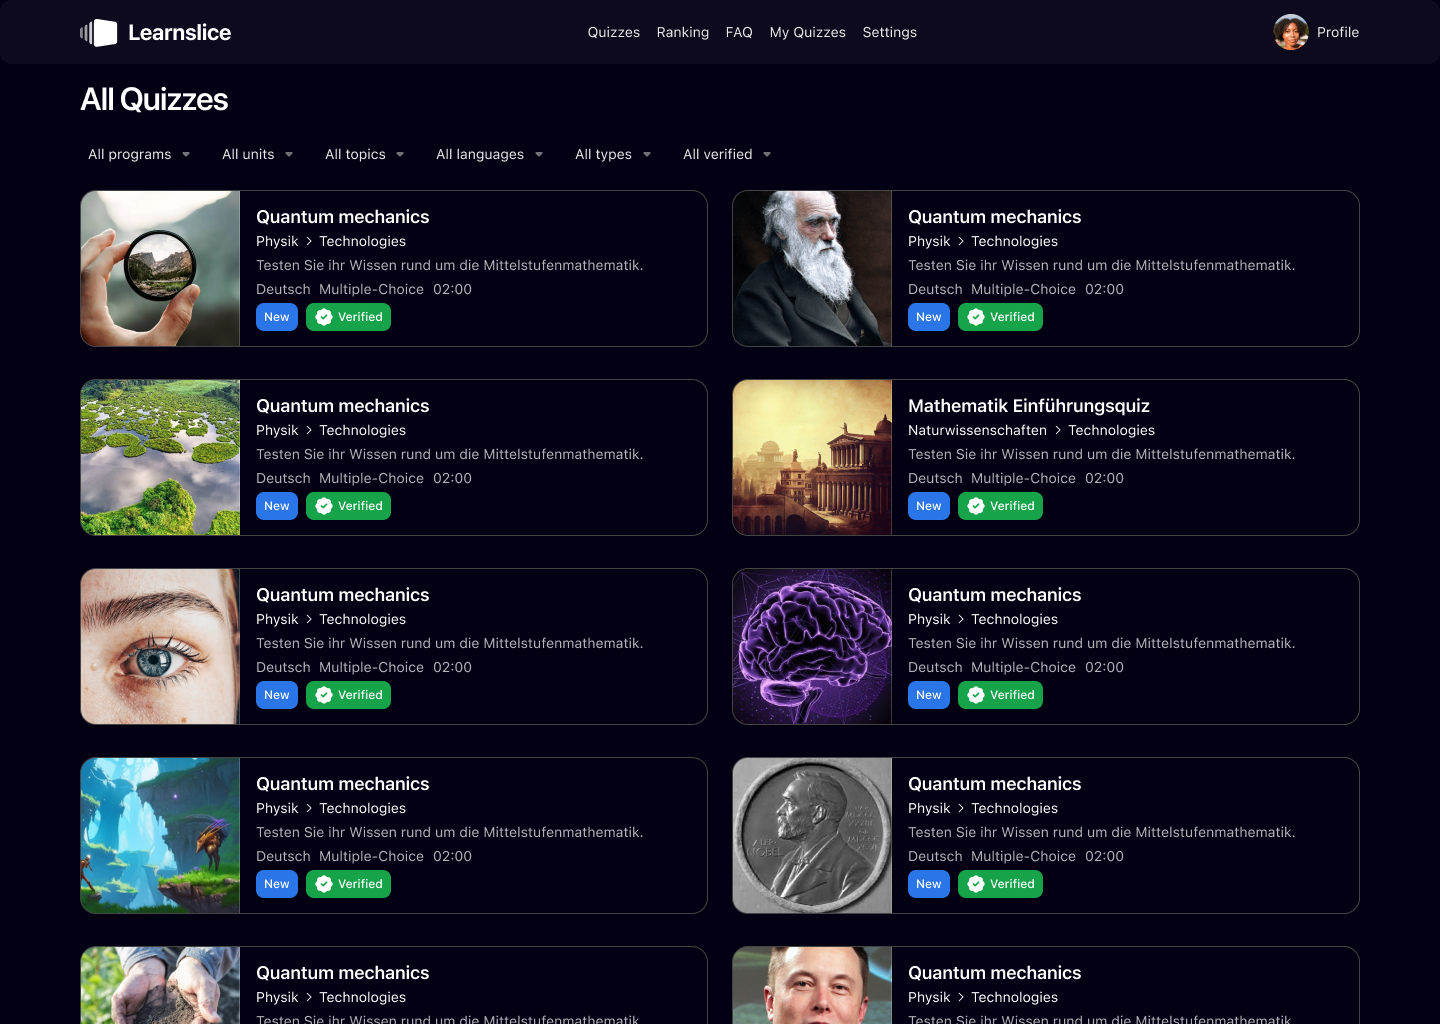 Learnslice
Quizzes Ranking FAQ My Quizzes Settings
Profile
All Quizzes
All programs All units All topics All languages All types All verified
Quantum mechanics
Physik > Technologies
Testen Sie ihr Wissen rund um die Mittelstufenmathematik.
Deutsch Multiple-Choice 02:00
New Verified
Quantum mechanics
Physik > Technologies
Testen Sie ihr Wissen rund um die Mittelstufenmathematik.
Deutsch Multiple-Choice 02:00
New Verified
Quantum mechanics
Physik > Technologies
Testen Sie ihr Wissen rund um die Mittelstufenmathematik.
Deutsch Multiple-Choice 02:00
New Verified
Mathematik Einführungsquiz
Naturwissenschaften > Technologies
Testen Sie ihr Wissen rund um die Mittelstufenmathematik.
Deutsch Multiple-Choice 02:00
New Verified
Quantum mechanics
Physik > Technologies
Testen Sie ihr Wissen rund um die Mittelstufenmathematik.
Deutsch Multiple-Choice 02:00
New Verified
Quantum mechanics
Physik > Technologies
Testen Sie ihr Wissen rund um die Mittelstufenmathematik.
Deutsch Multiple-Choice 02:00
New Verified
Quantum mechanics
Physik > Technologies
Testen Sie ihr Wissen rund um die Mittelstufenmathematik.
Deutsch Multiple-Choice 02:00
New Verified
NOBEL
Quantum mechanics
Physik > Technologies
Testen Sie ihr Wissen rund um die Mittelstufenmathematik.
Deutsch Multiple-Choice 02:00
New Verified
Quantum mechanics
Physik > Technologies
Testen Sie ihr Wissen rund um die Mittelstufenmathematik.
Quantum mechanics
Physik > Technologies
Testen Sie ihr Wissen rund um die Mittelstufenmathematik.